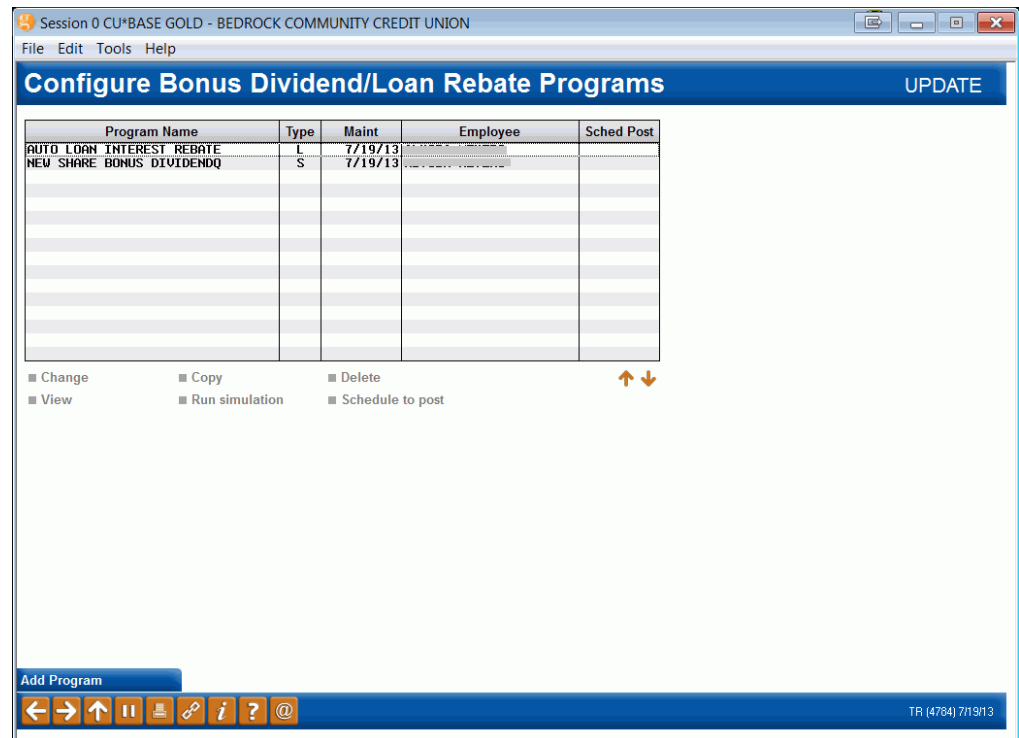 Session 0 CU*BASE GOLD - BEDROCK COMMUNITY CREDIT UNION
File Edit Tools Help
Configure Bonus Dividend/Loan Rebate Programs UPDATE
Program Name Type Maint Employee Sched Post
AUTO LOAN INTEREST REBATE L 7/19/13
NEW SHARE BONUS DIVIDENDQ S 7/19/13
Change Copy Delete
View Run simulation Schedule to post
Add Program
i ? @ TR (4784) 7/19/13